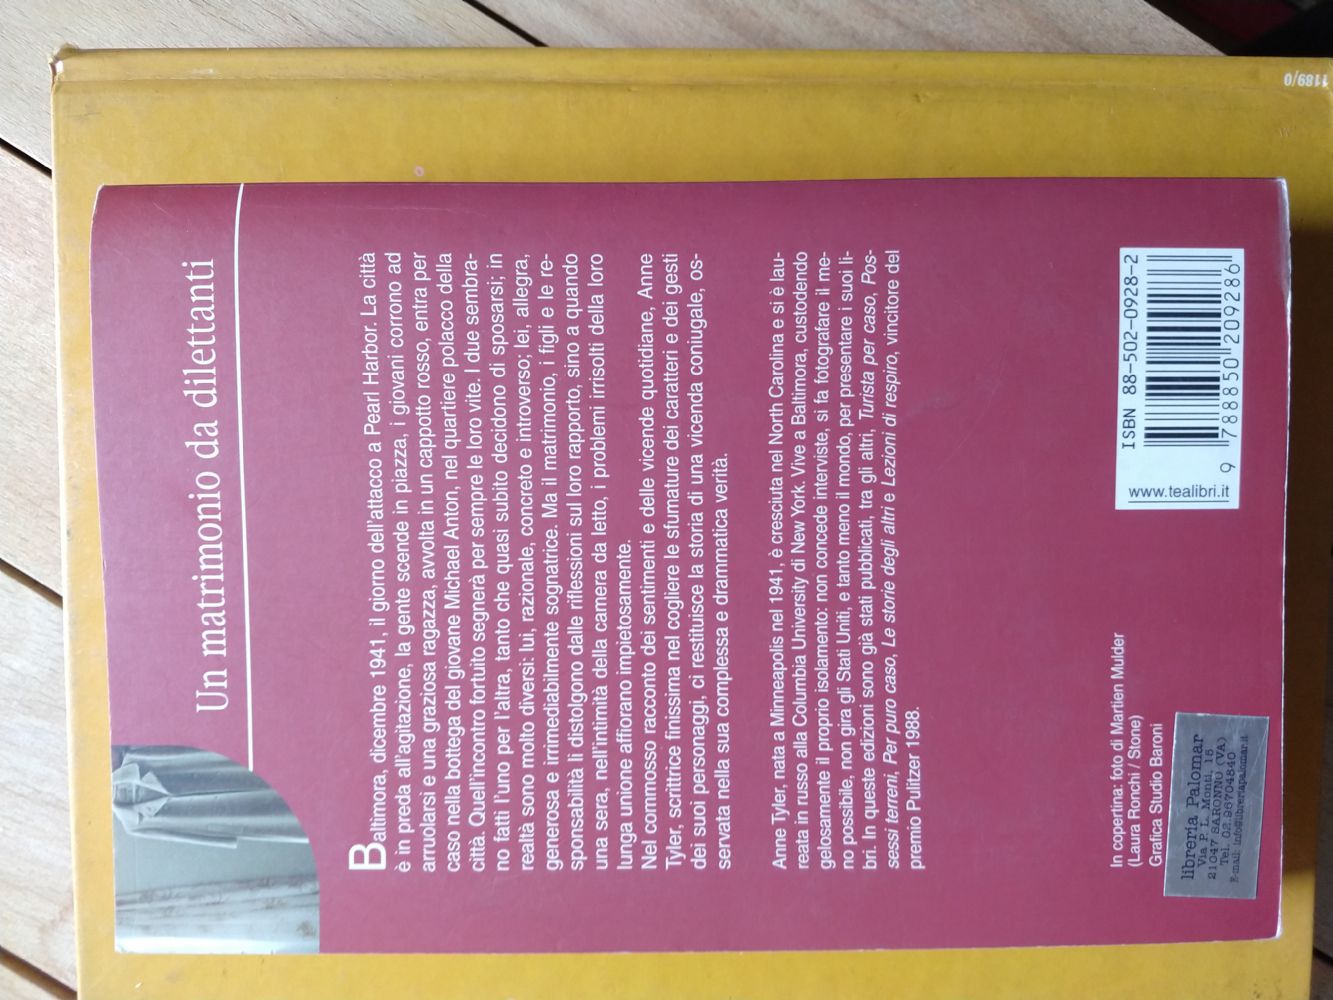 Un matrimonio da dilettanti
Baltimora, dicembre 1941, il giorno dell'attacco a Pearl Harbor. La città
è in preda all'agitazione, la gente scende in piazza, i giovani corrono ad
arruolarsi e una graziosa ragazza, avvolta in un cappotto rosso, entra per
caso nella bottega del giovane Michael Anton, nel quartiere polacco della
città. Quell'incontro fortuito segnerà per sempre le loro vite. I due sembra-
no fatti l'uno per l'altra, tanto che quasi subito decidono di sposarsi; in
realtà sono molto diversi: lui, razionale, concreto e introverso; lei, allegra,
generosa e irrimediabilmente sognatrice. Ma il matrimonio, i figli e le re-
sponsabilità li distolgono dalle riflessioni sul loro rapporto, sino a quando
una sera, nell'intimità della camera da letto, i problemi irrisolti della loro
lunga unione affiorano impietosamente.
Nel commosso racconto dei sentimenti e delle vicende quotidiane, Anne
Tyler, scrittrice finissima nel cogliere le sfumature dei caratteri e dei gesti
dei suoi personaggi, ci restituisce la storia di una vicenda coniugale, os-
servata nella sua complessa e drammatica verità.
Anne Tyler, nata a Minneapolis nel 1941, è cresciuta nel North Carolina e si è lau-
reata in russo alla Columbia University di New York. Vive a Baltimora, custodendo
gelosamente il proprio isolamento: non concede interviste, si fa fotografare il me-
no possibile, non gira gli Stati Uniti, e tanto meno il mondo, per presentare i suoi li-
bri. In queste edizioni sono già stati pubblicati, tra gli altri, Turista per caso, Pos-
sessi terreni, Per puro caso, Le storie degli altri e Lezioni di respiro, vincitore del
premio Pulitzer 1988.
In copertina: foto di Martien Mulder
(Laura Ronchi / Stone)
Grafica Studio Baroni
libreria Palomar
Via P. L. Monti, 15
21047 SARONNO (VA)
Tel. 02.96704840
E-mail: info@libreriapalomar.it
www.tealibri.it
ISBN 88-502-0928-2
9 788850 209286
1189/0